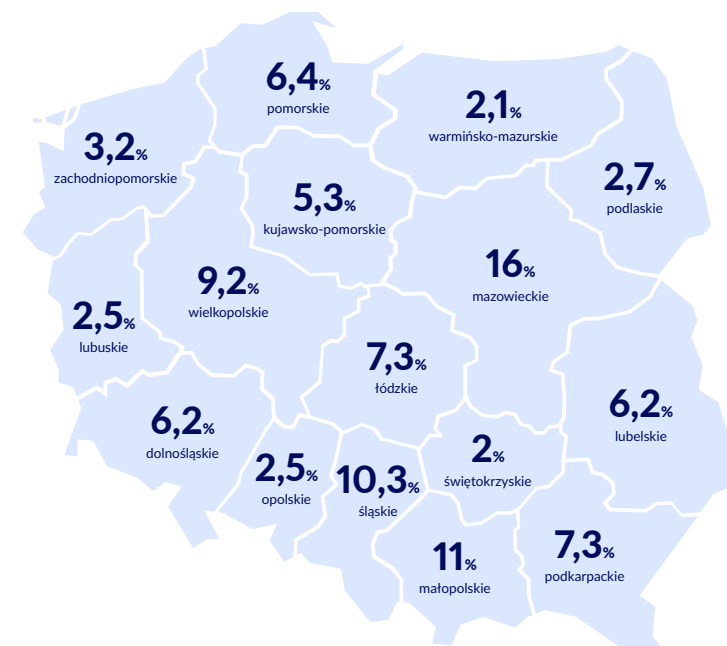 6,4%
pomorskie
2,1%
warmińsko-mazurskie
3,2%
zachodniopomorskie
2,7%
podlaskie
5,3%
kujawsko-pomorskie
16%
mazowieckie
9,2%
wielkopolskie
2,5%
lubuskie
7,3%
łódzkie
6,2%
lubelskie
6,2%
dolnośląskie
2%
świętokrzyskie
2,5%
opolskie
10,3%
śląskie
11%
małopolskie
7,3%
podkarpackie